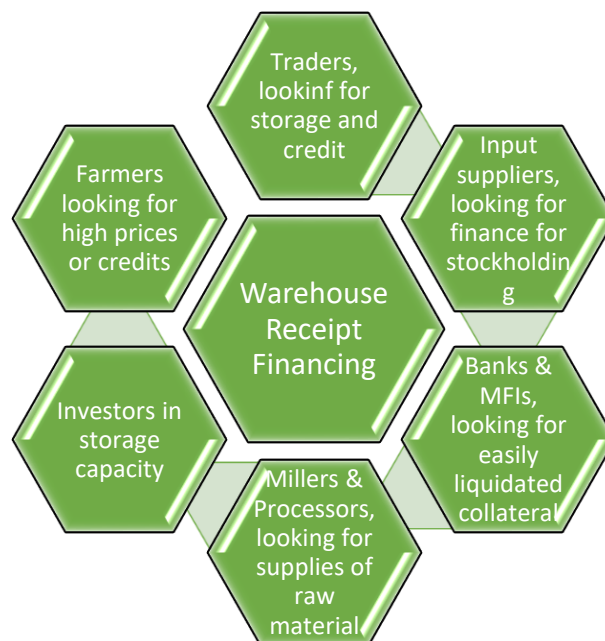 Traders,
lookinf for
storage and
credit
Input
suppliers,
looking for
finance for
stockholdin
g
Banks &
MFIs,
looking for
easily
liquidated
collateral
Millers &
Processors,
looking for
supplies of
raw
material
Investors in
storage
capacity
Farmers
looking for
high prices
or credits
Warehouse
Receipt
Financing